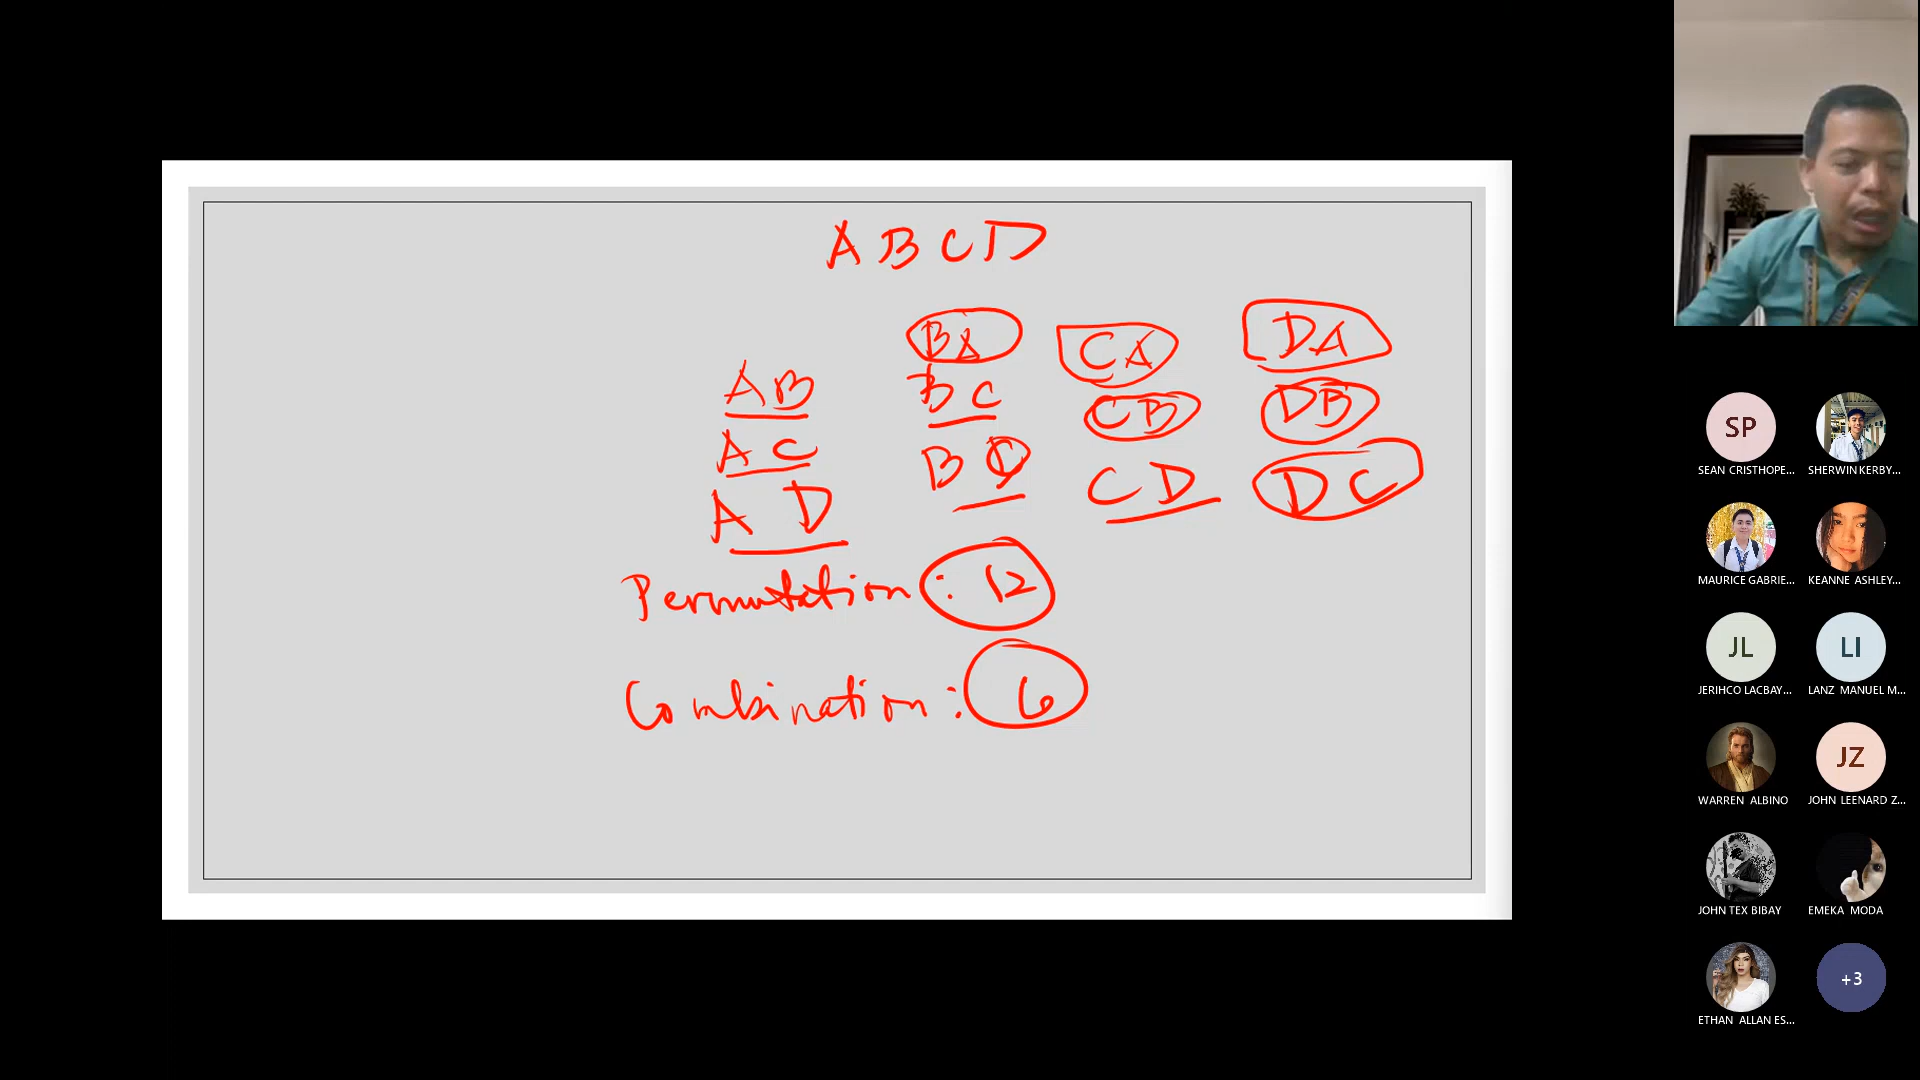 A B C D
BA CA DA
AB BC CB DB
AC BD CD DC
AD
Permutation : 12
Combination : 6
SP
SEAN CRISTHOPE... SHERWIN KERBY...
MAURICE GABRIE... KEANNE ASHLEY...
JL LI
JERIHCO LACBAY... LANZ MANUEL M...
JZ
WARREN ALBINO JOHN LEENARD Z...
JOHN TEX BIBAY EMEKA MODA
+3
ETHAN ALLAN ES...